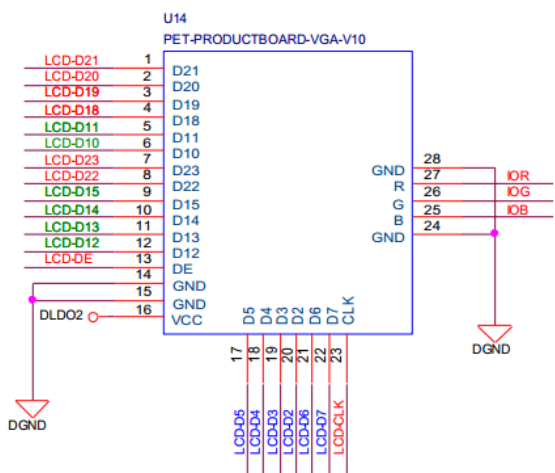 U14
PET-PRODUCTBOARD-VGA-V10
LCD-D21 1 D21
LCD-D20 2 D20
LCD-D19 3 D19
LCD-D18 4 D18
LCD-D11 5 D11
LCD-D10 6 D10
LCD-D23 7 D23
LCD-D22 8 D22
LCD-D15 9 D15
LCD-D14 10 D14
LCD-D13 11 D13
LCD-D12 12 D12
LCD-DE 13 DE
14 GND
15 GND
DLDO2 16 VCC
GND 28
R 27 IOR
G 26 IOG
B 25 IOB
GND 24
D5 17 LCD-D5
D4 18 LCD-D4
D3 19 LCD-D3
D2 20 LCD-D2
D6 21 LCD-D6
D7 22 LCD-D7
CLK 23 LCD-CLK
DGND
DGND